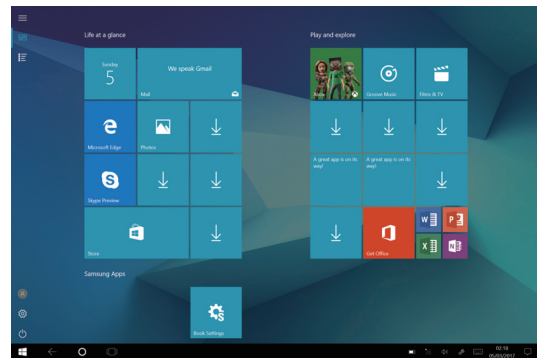 Life at a glance
Play and explore
Sunday
5
We speak Gmail
Mail
Groove Music
Films & TV
Microsoft Edge
Photos
A great app is on its
way!
A great app is on its
way!
Skype Preview
Store
Get Office
Samsung Apps
Book Settings
02:10
05/03/2017